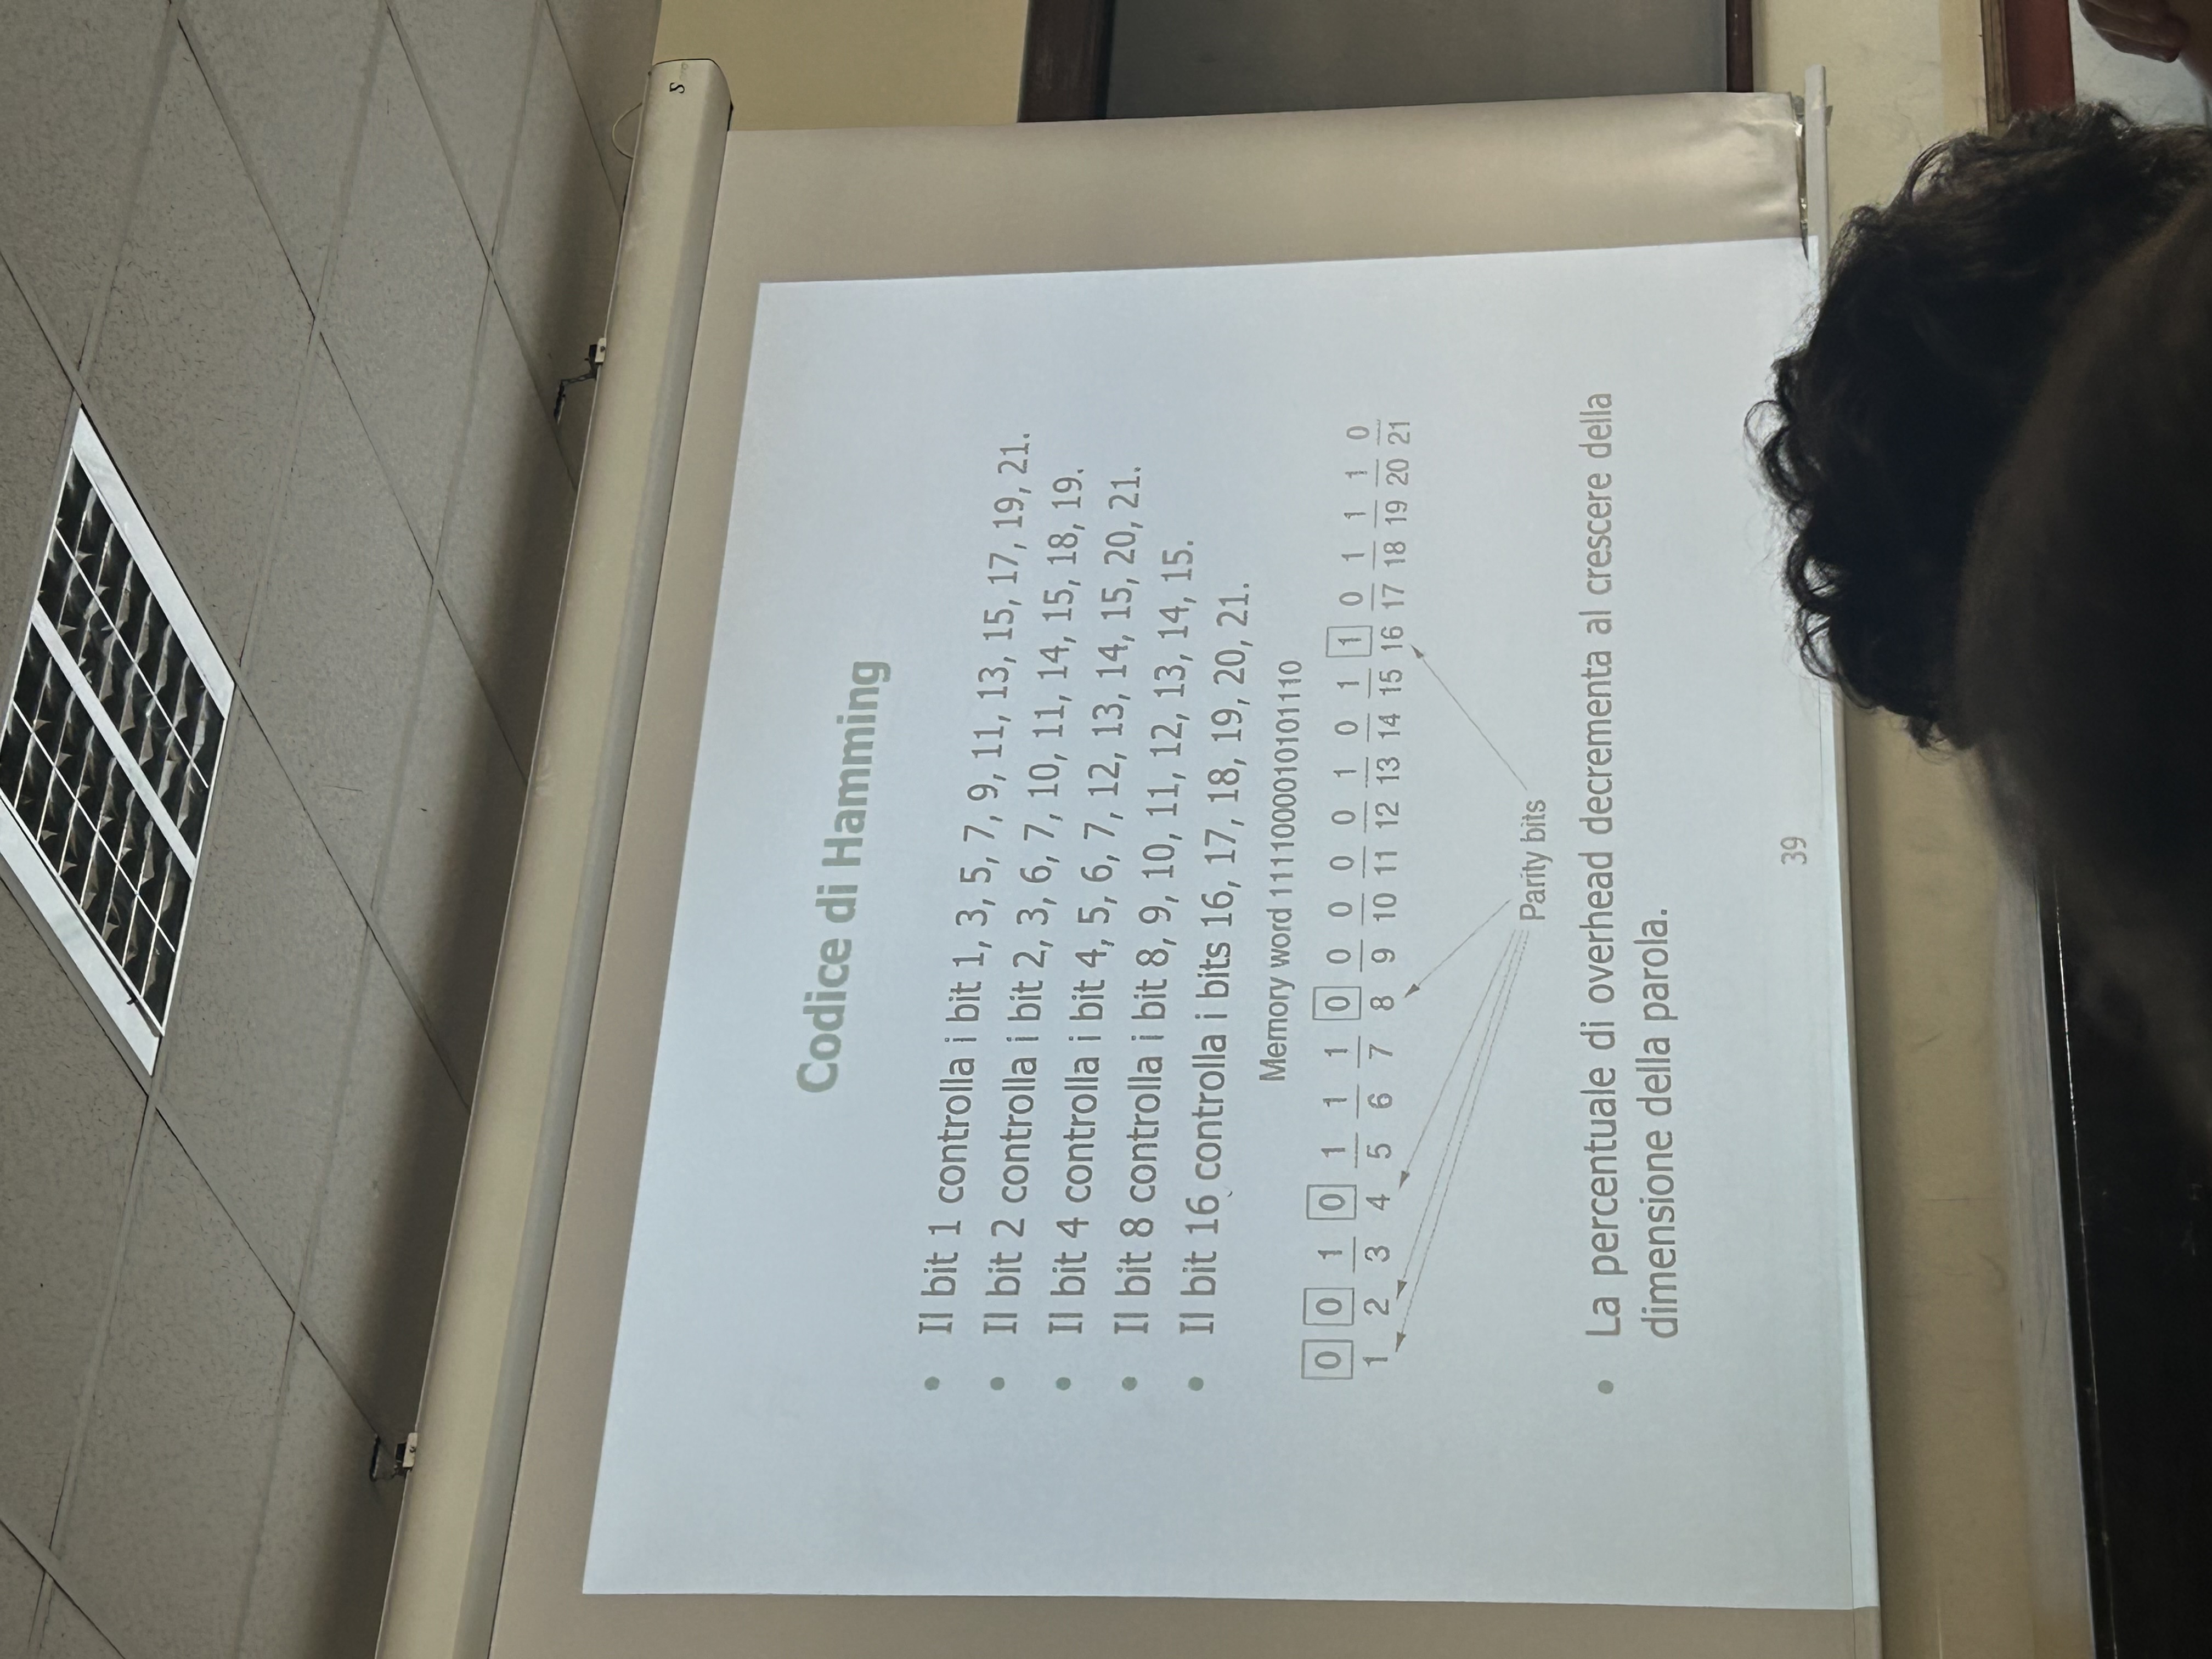 Codice di Hamming
• Il bit 1 controlla i bit 1, 3, 5, 7, 9, 11, 13, 15, 17, 19, 21.
• Il bit 2 controlla i bit 2, 3, 6, 7, 10, 11, 14, 15, 18, 19.
• Il bit 4 controlla i bit 4, 5, 6, 7, 12, 13, 14, 15, 20, 21.
• Il bit 8 controlla i bit 8, 9, 10, 11, 12, 13, 14, 15.
• Il bit 16 controlla i bits 16, 17, 18, 19, 20, 21.
Memory word 1111000010101110
0 0 1 0 1 1 1 0 0 0 0 0 1 0 1 1 0 1 1 1 0
1 2 3 4 5 6 7 8 9 10 11 12 13 14 15 16 17 18 19 20 21
Parity bits
• La percentuale di overhead decrementa al crescere della
dimensione della parola.
39